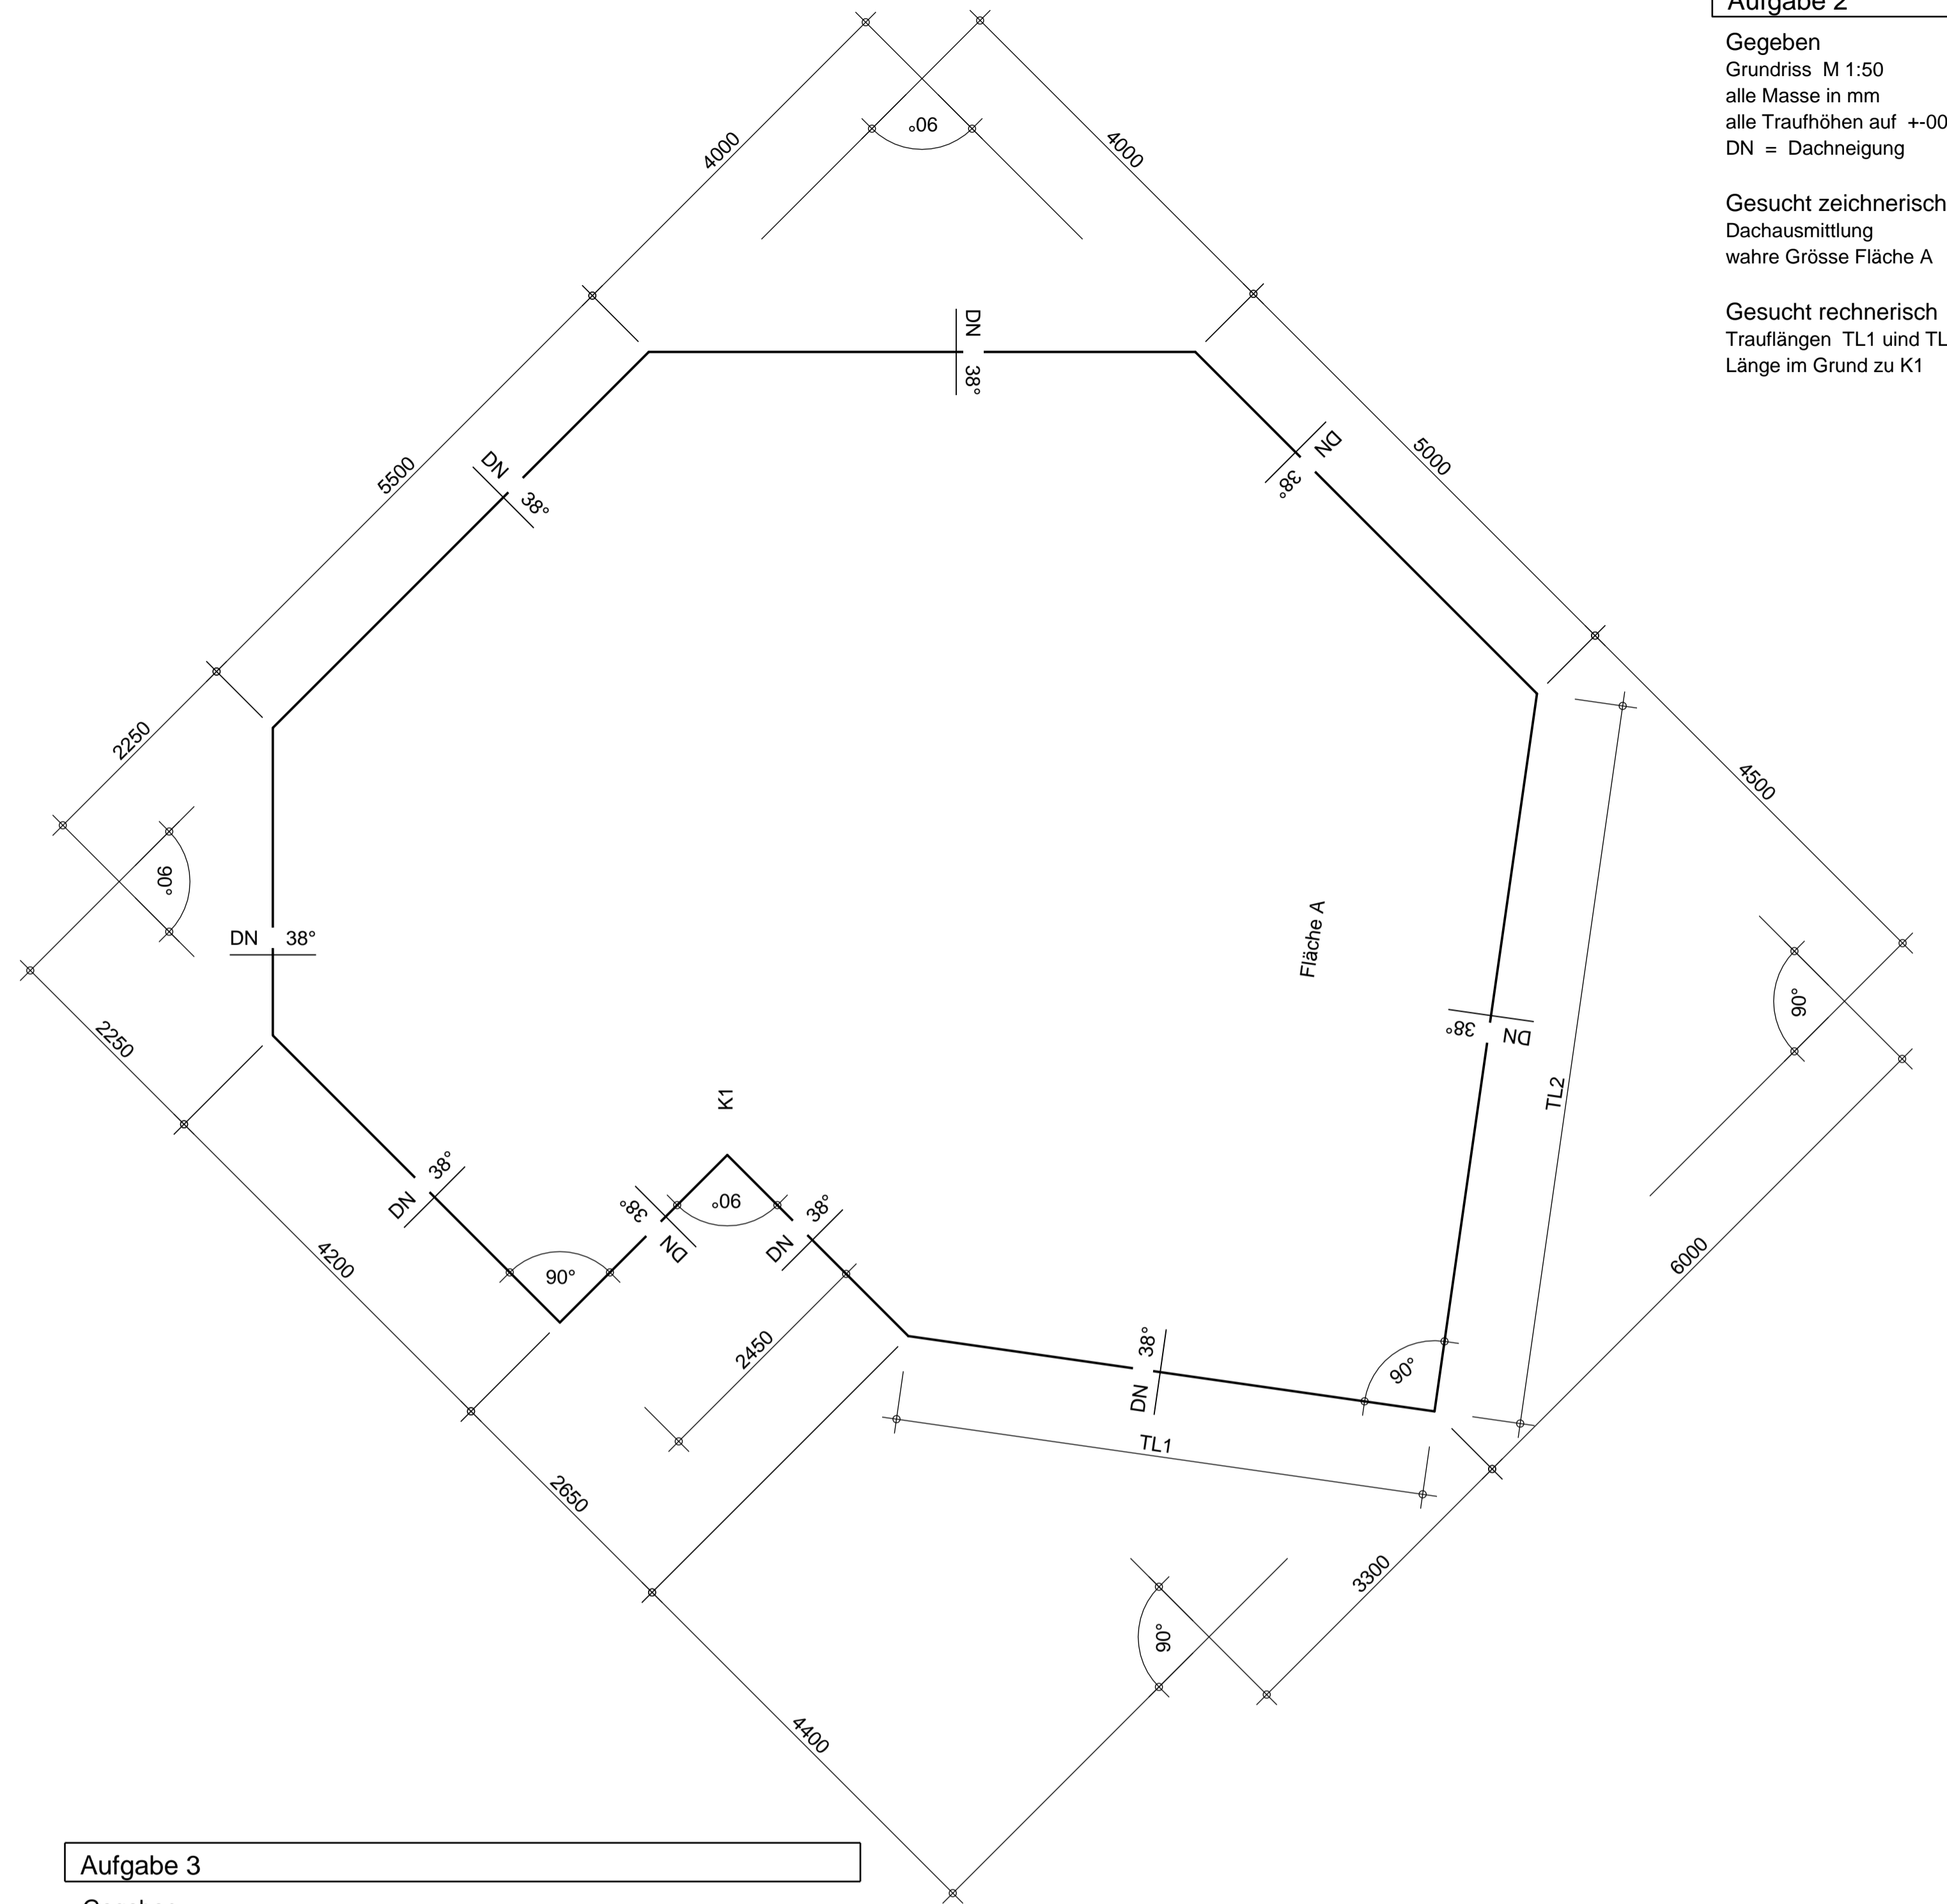 Aufgabe 2
Gegeben
Grundriss M 1:50
alle Masse in mm
alle Traufhöhen auf +-00
DN = Dachneigung
Gesucht zeichnerisch
Dachausmittlung
wahre Grösse Fläche A
Gesucht rechnerisch
Trauflängen TL1 uind TL
Länge im Grund zu K1
4000
4000
90°
DN
38°
5500
DN
38°
DN
38°
5000
2250
4500
90°
DN 38°
Fläche A
90°
2250
38°
DN
TL2
K1
DN
38°
90°
38°
DN
38°
DN
4200
90°
2450
38°
DN
90°
6000
TL1
2650
3300
90°
4400
Aufgabe 3